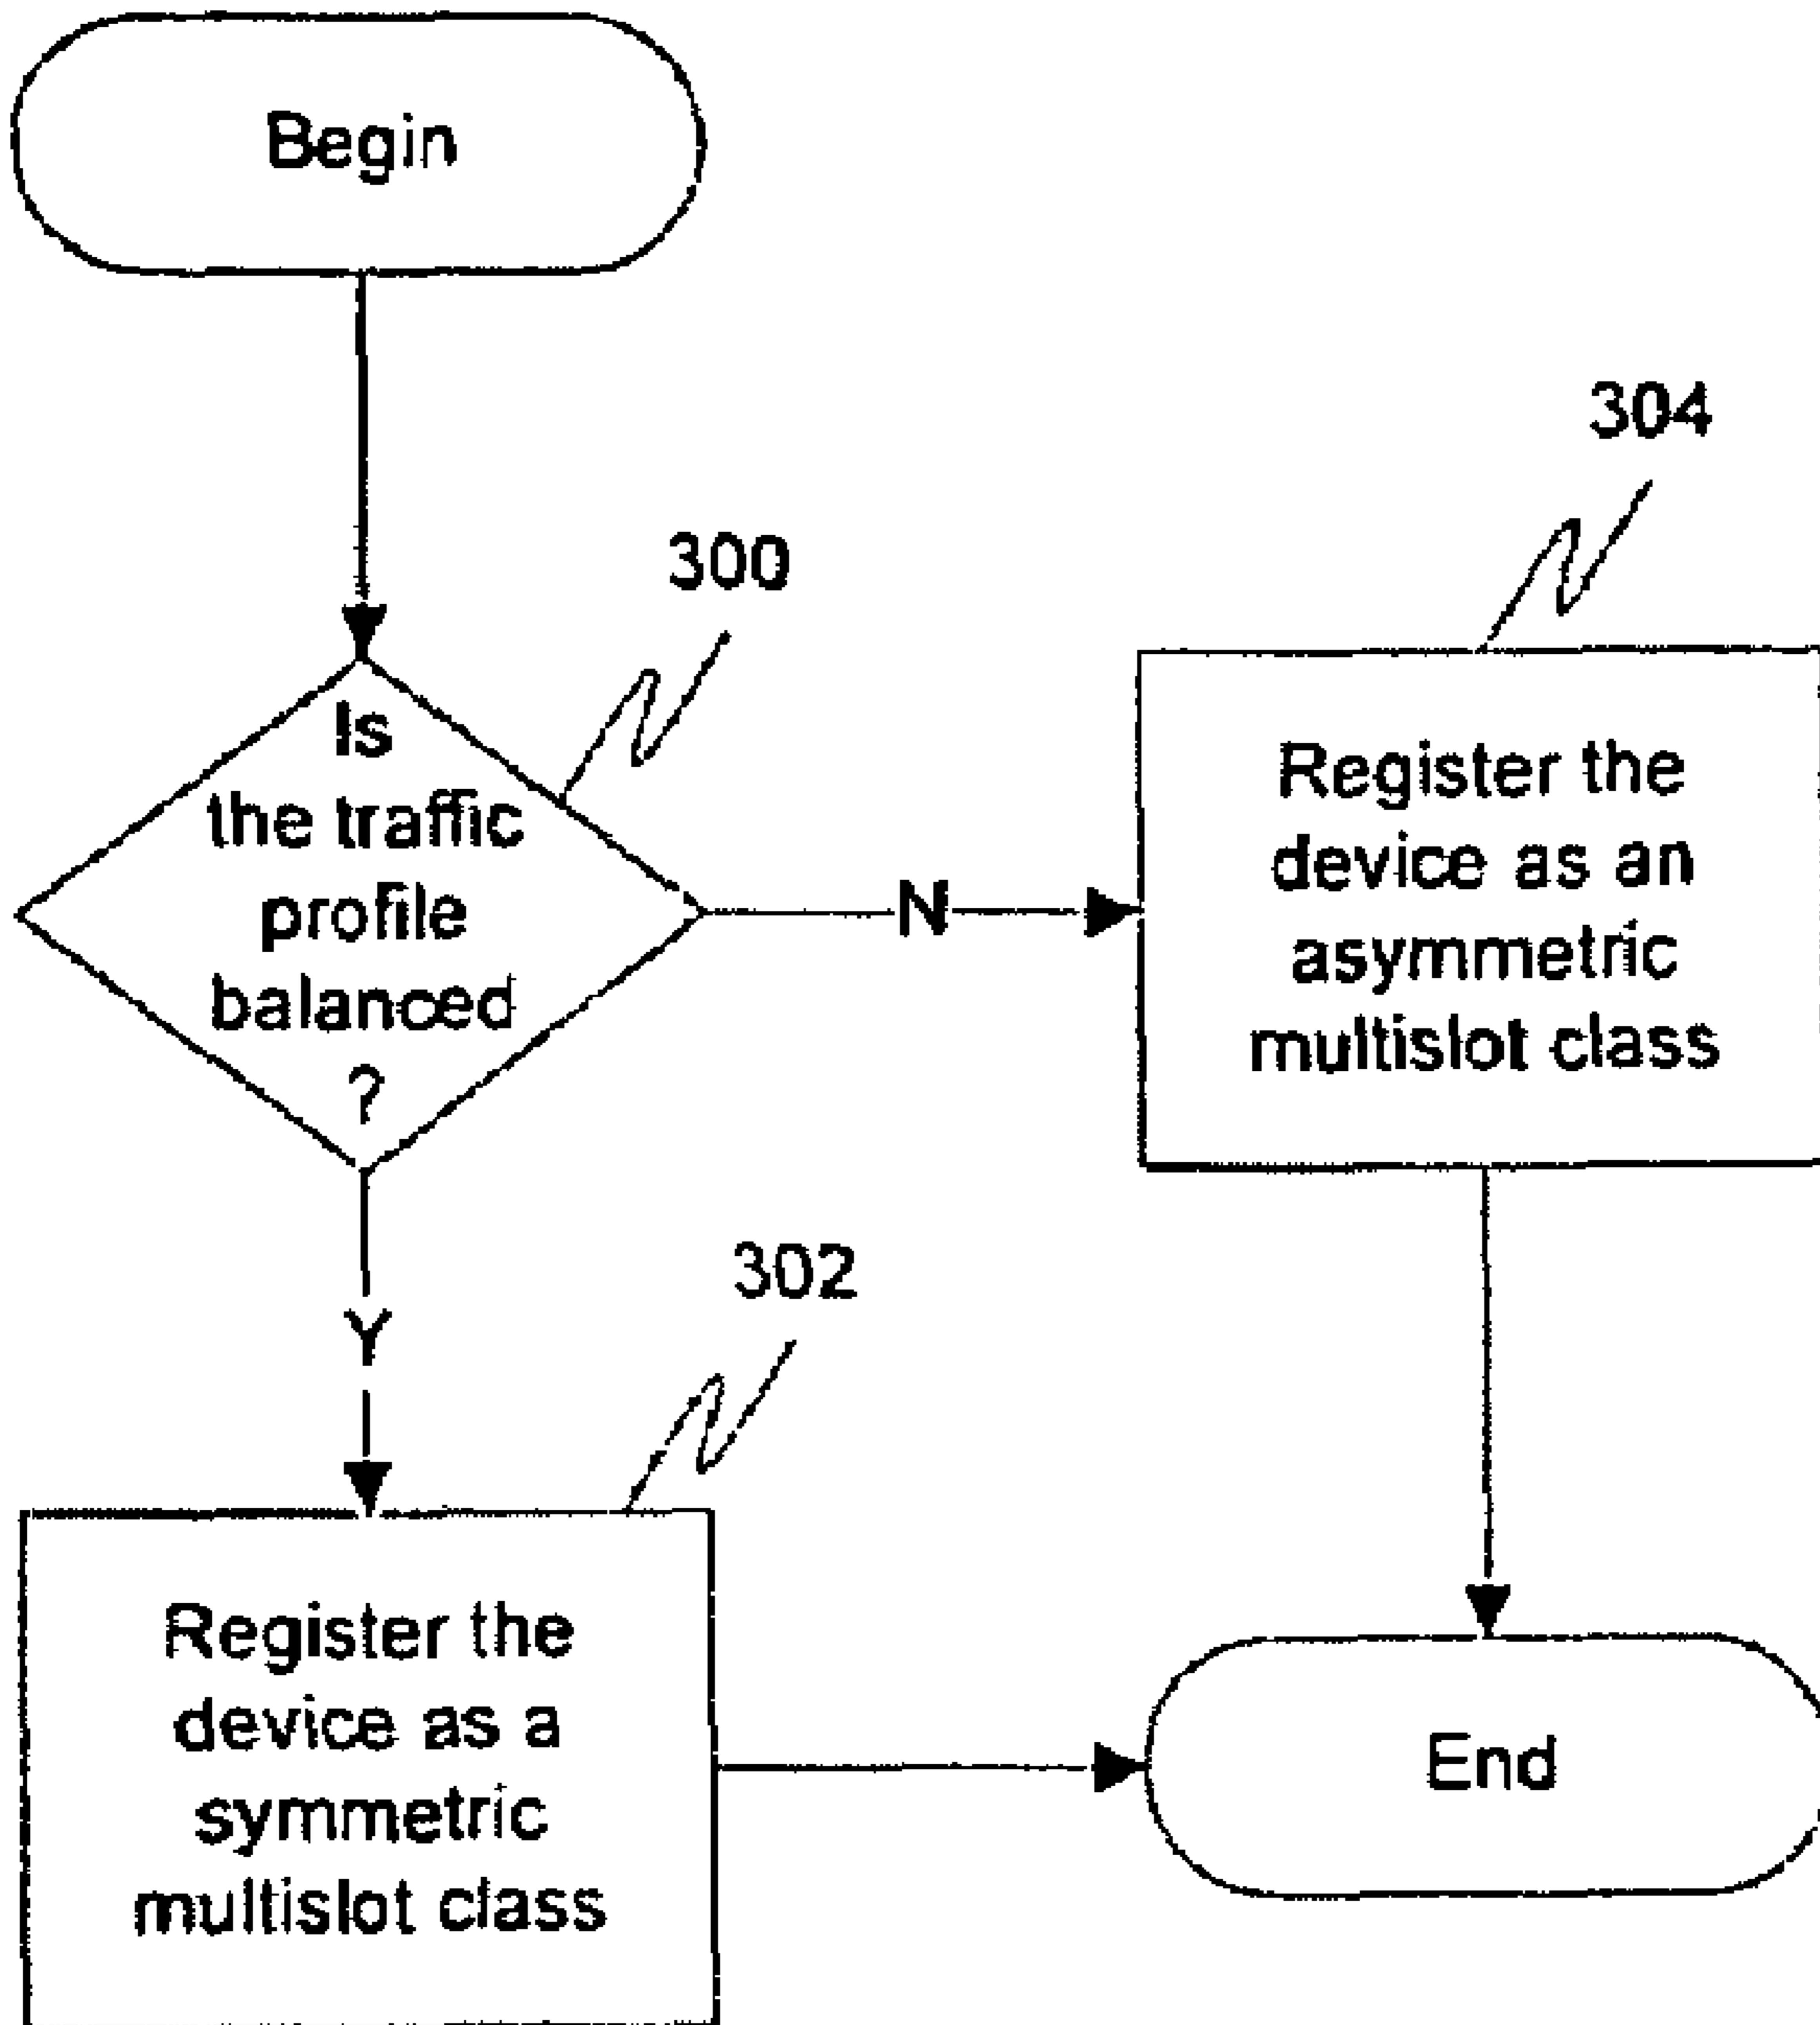 Begin
304
300
Is
the traffic
profile
balanced
?
N
Register the
device as an
asymmetric
multislot class
Y
302
Register the
device as a
symmetric
multislot class
End